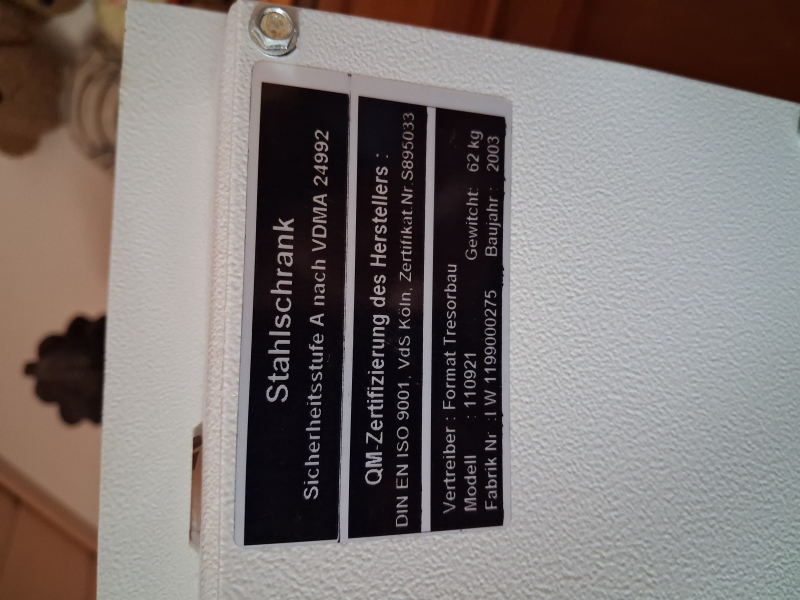 Stahlschrank
Sicherheitsstufe A nach VDMA 24992
QM-Zertifizierung des Herstellers :
DIN EN ISO 9001, VdS Köln, Zertifikat.Nr.S895033
Vertreiber : Format Tresorbau
Modell : 110921 Gewitcht: 62 kg
Fabrik Nr .: I W 1199000275 Baujahr : 2003